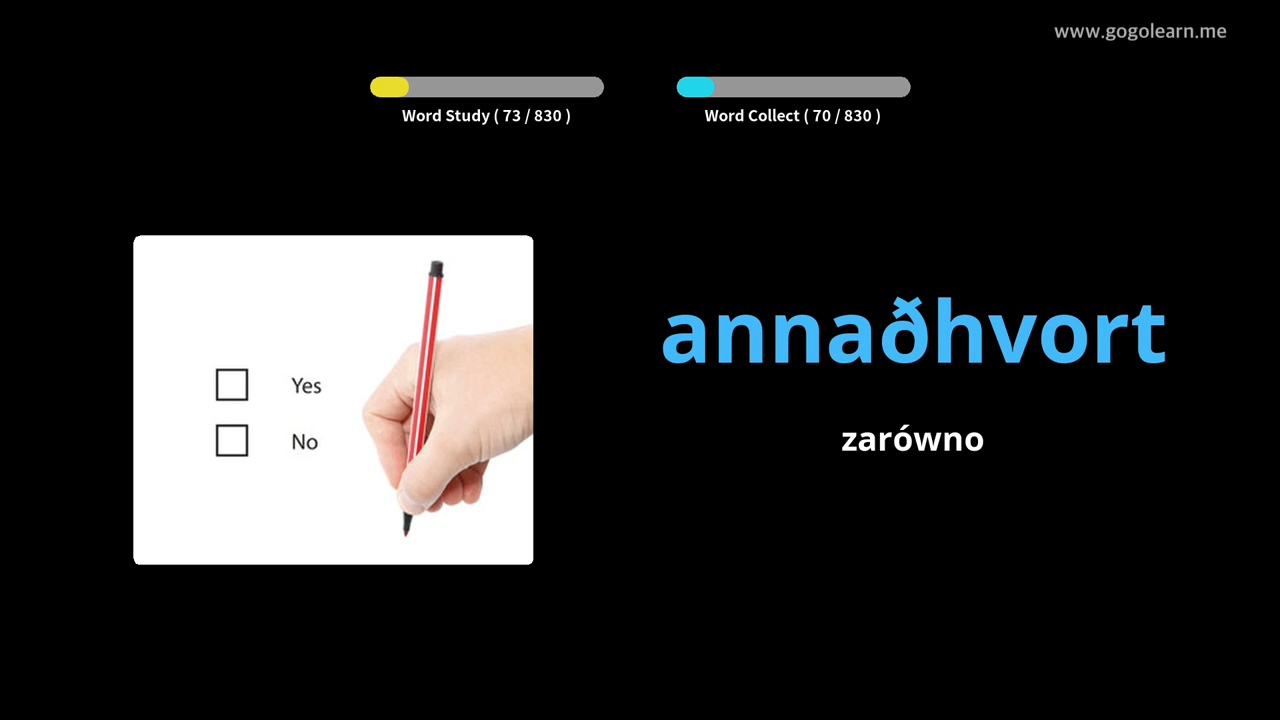 www.gogolearn.me
Word Study ( 73 / 830 )
Word Collect ( 70 / 830 )
Yes
No
annaðhvort
zarówno